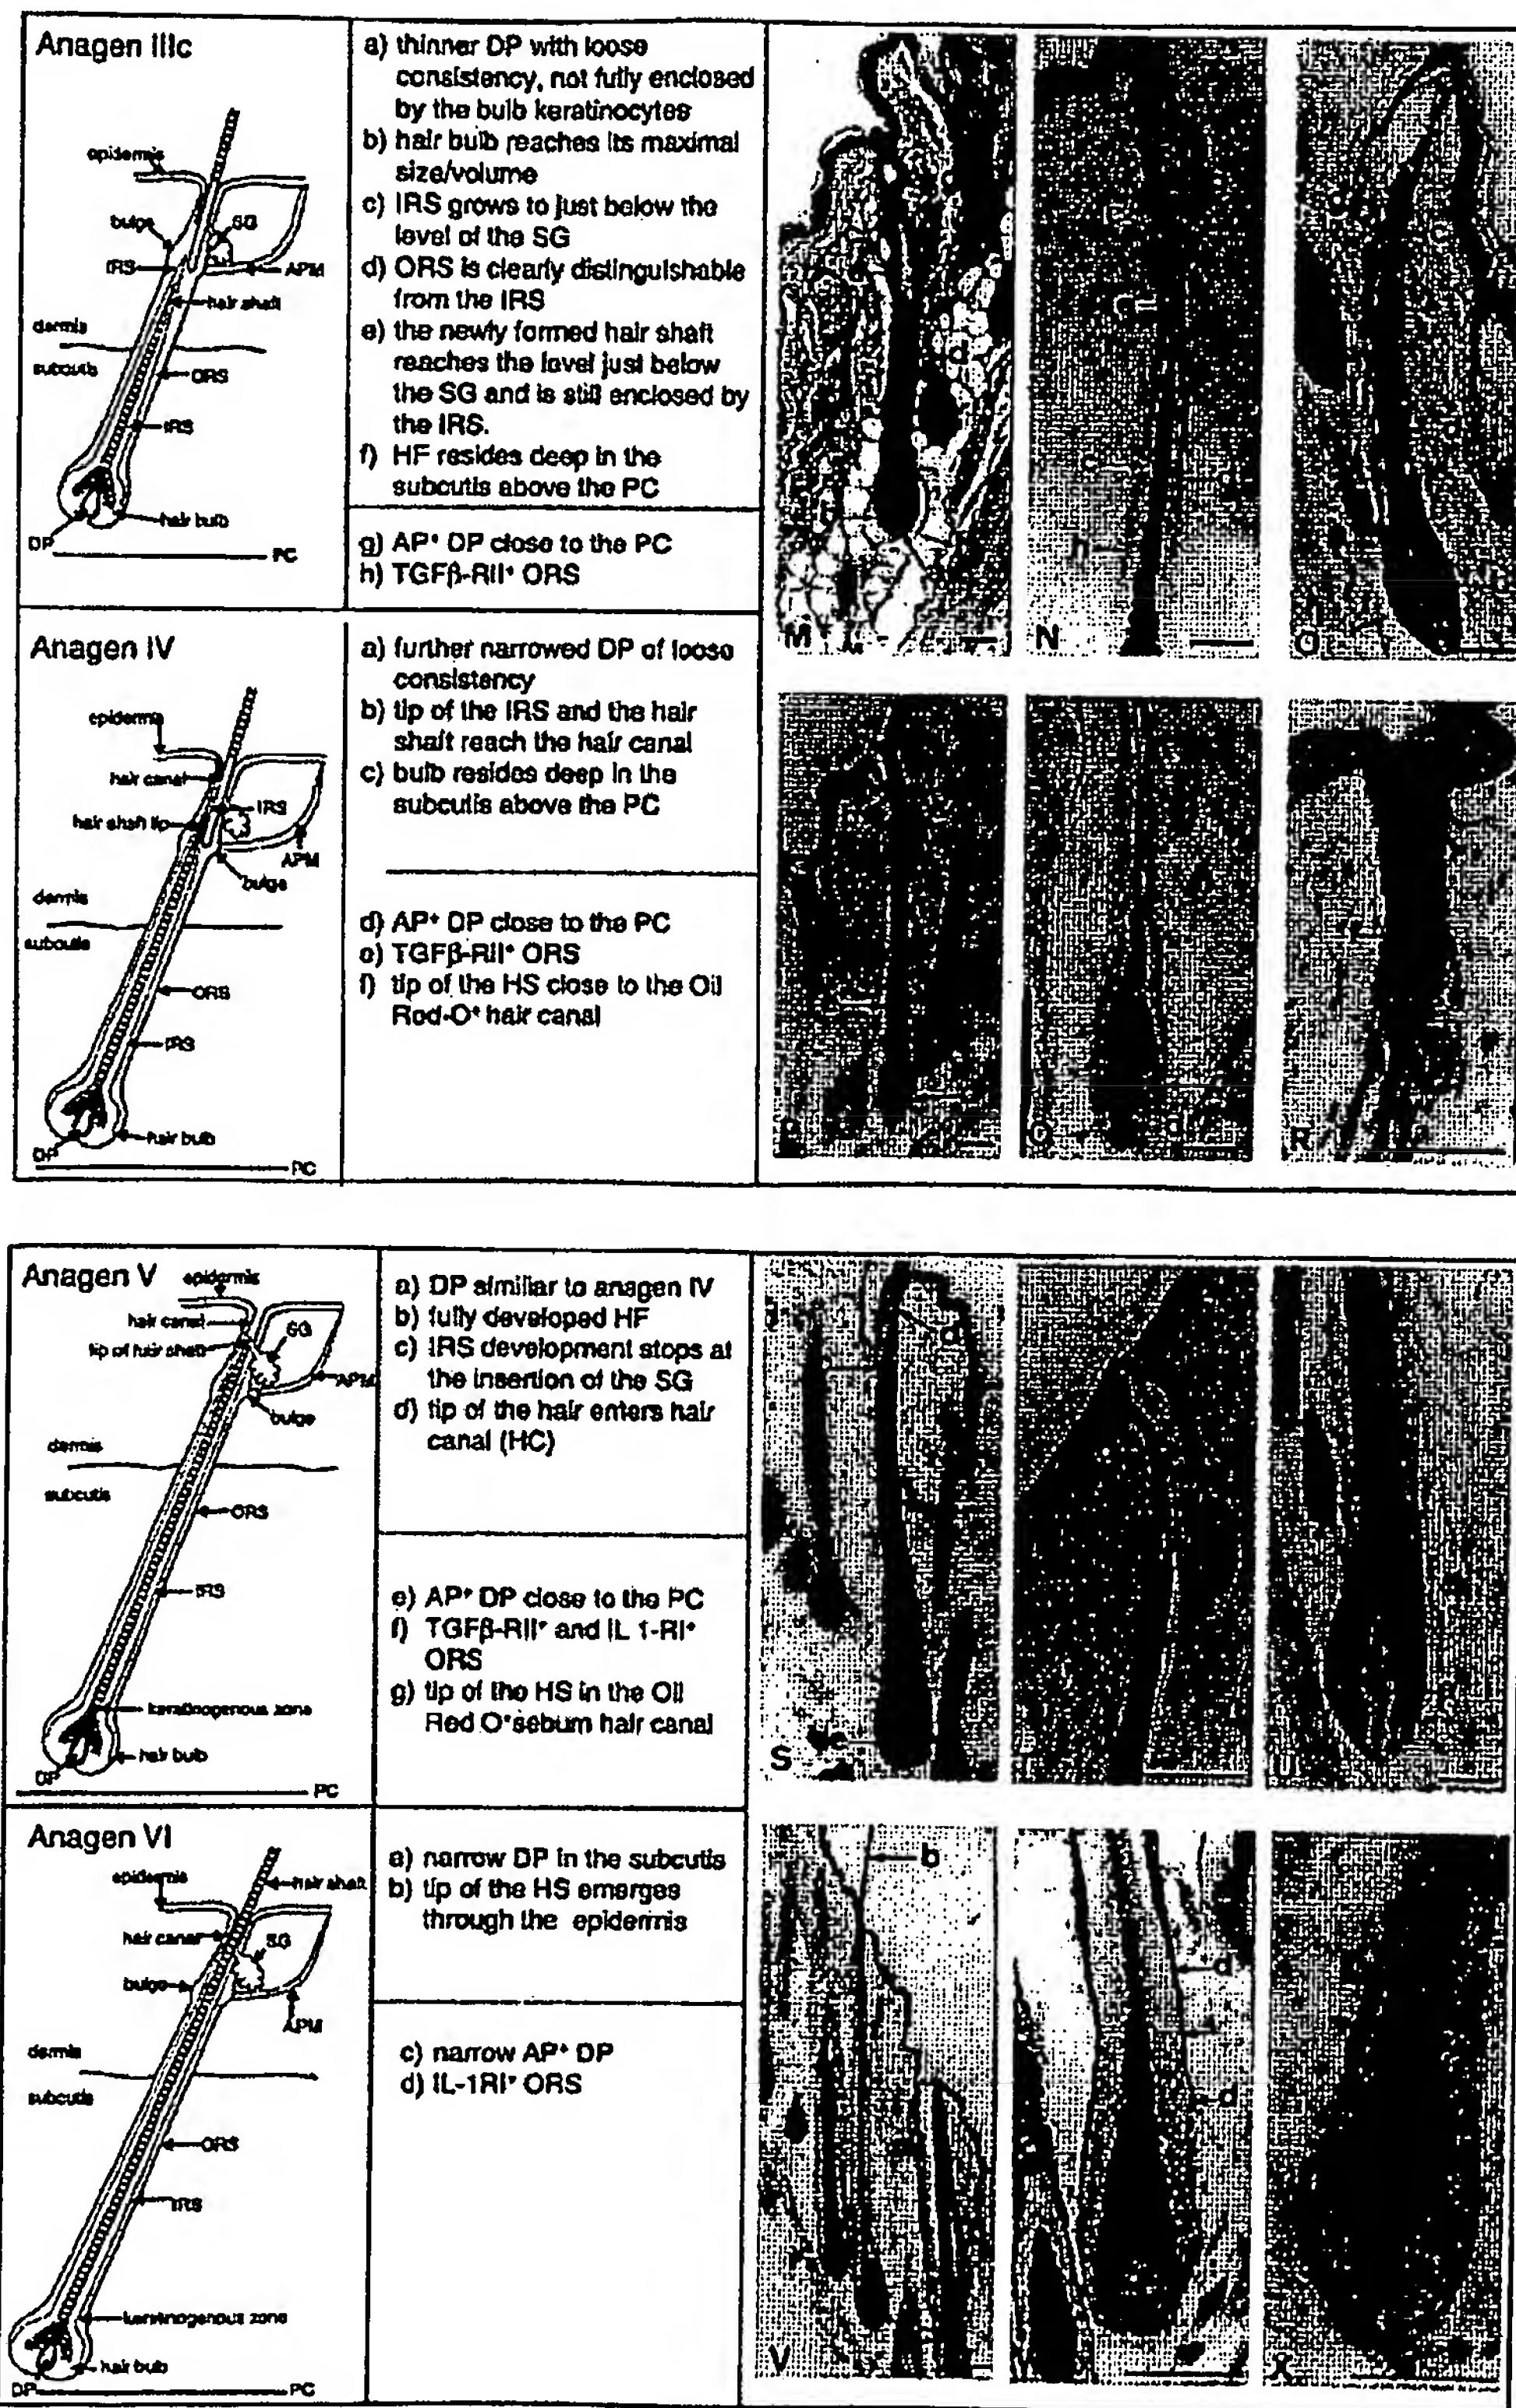 Anagen IIIc
epidermis
bulge
SG
IRS
APM
hair shaft
dermis
subcutis
ORS
IRS
hair bulb
DP
PC
a) thinner DP with loose
consistency, not fully enclosed
by the bulb keratinocytes
b) hair bulb reaches its maximal
size/volume
c) IRS grows to just below the
level of the SG
d) ORS is clearly distinguishable
from the IRS
e) the newly formed hair shaft
reaches the level just below
the SG and is still enclosed by
the IRS.
f) HF resides deep in the
subcutis above the PC
g) AP⁺ DP close to the PC
h) TGFβ-RII⁺ ORS
d
M
h
N
g
d
Anagen IV
epidermis
hair canal
IRS
hair shaft tip
APM
bulge
dermis
subcutis
ORS
IRS
hair bulb
DP
PC
a) further narrowed DP of loose
consistency
b) tip of the IRS and the hair
shaft reach the hair canal
c) bulb resides deep in the
subcutis above the PC
d) AP⁺ DP close to the PC
e) TGFβ-RII⁺ ORS
f) tip of the HS close to the Oil
Red-O⁺ hair canal
P
Q
d
R
Anagen V
epidermis
hair canal
SG
tip of hair shaft
APM
bulge
dermis
subcutis
ORS
IRS
keratinogenous zone
hair bulb
DP
PC
a) DP similiar to anagen IV
b) fully developed HF
c) IRS development stops at
the insertion of the SG
d) tip of the hair enters hair
canal (HC)
e) AP⁺ DP close to the PC
f) TGFβ-RII⁺ and IL 1-RI⁺
ORS
g) tip of the HS in the Oil
Red O⁺sebum hair canal
d
e
S
U
Anagen VI
epidermis
hair shaft
hair canal
SG
bulge
APM
dermis
subcutis
ORS
IRS
keratinogenous zone
hair bulb
DP
PC
a) narrow DP in the subcutis
b) tip of the HS emerges
through the epidermis
c) narrow AP⁺ DP
d) IL-1RI⁺ ORS
b
V
d
d
X